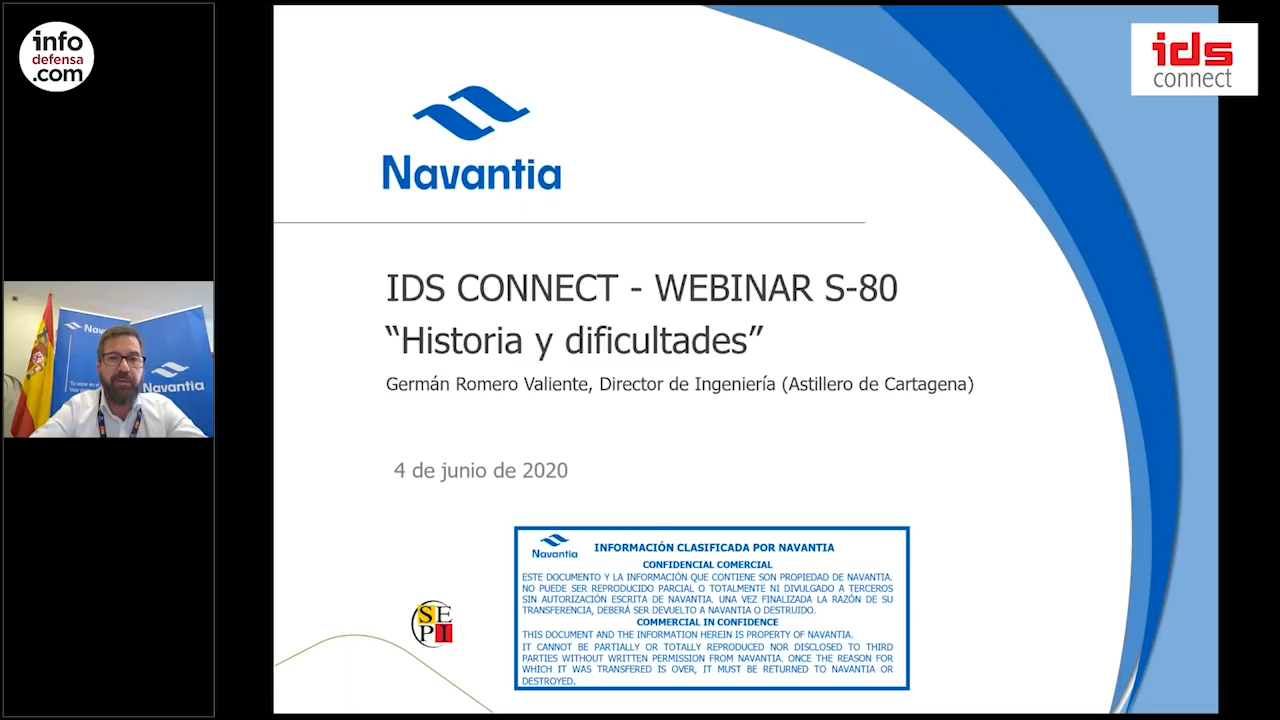 info
defensa
.com
ids
connect
Navantia
IDS CONNECT - WEBINAR S-80
“Historia y dificultades”
Germán Romero Valiente, Director de Ingeniería (Astillero de Cartagena)
4 de junio de 2020
SE
PI
Navantia
INFORMACIÓN CLASIFICADA POR NAVANTIA
CONFIDENCIAL COMERCIAL
ESTE DOCUMENTO Y LA INFORMACIÓN QUE CONTIENE SON PROPIEDAD DE NAVANTIA.
NO PUEDE SER REPRODUCIDO PARCIAL O TOTALMENTE NI DIVULGADO A TERCEROS
SIN AUTORIZACIÓN ESCRITA DE NAVANTIA. UNA VEZ FINALIZADA LA RAZÓN DE SU
TRANSFERENCIA, DEBERÁ SER DEVUELTO A NAVANTIA O DESTRUIDO.
COMMERCIAL IN CONFIDENCE
THIS DOCUMENT AND THE INFORMATION HEREIN IS PROPERTY OF NAVANTIA.
IT CANNOT BE PARTIALLY OR TOTALLY REPRODUCED NOR DISCLOSED TO THIRD
PARTIES WITHOUT WRITTEN PERMISSION FROM NAVANTIA. ONCE THE REASON FOR
WHICH IT WAS TRANSFERED IS OVER, IT MUST BE RETURNED TO NAVANTIA OR
DESTROYED.
Navantia